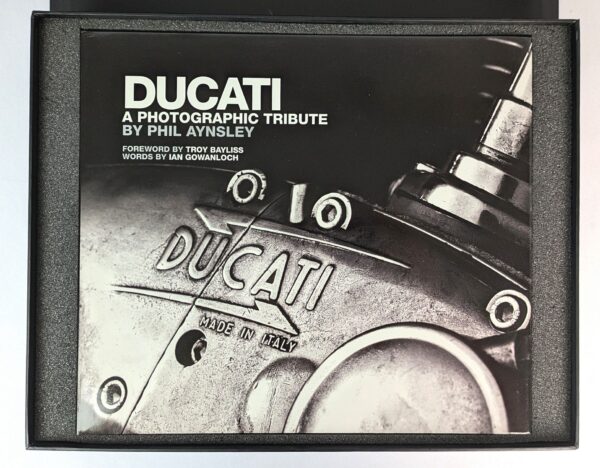 DUCATI
A PHOTOGRAPHIC TRIBUTE
BY PHIL AYNSLEY
FOREWORD BY TROY BAYLISS
WORDS BY IAN GOWANLOCH
DUCATI
MADE IN ITALY